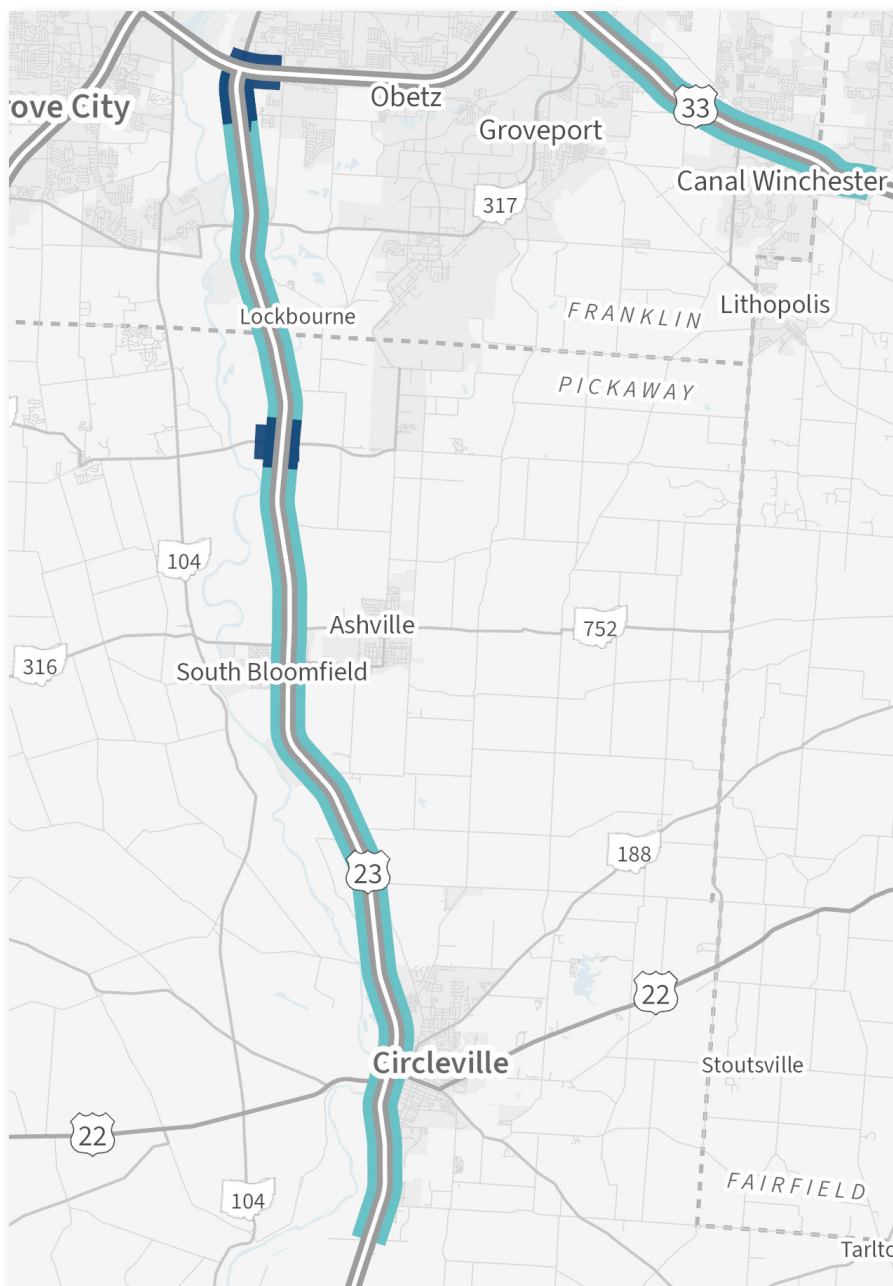 33
Obetz
rove City
Groveport
Canal Winchester
317
Lithopolis
Lockbourne
FRANKLIN
PICKAWAY
104
Ashville
752
316
South Bloomfield
188
23
22
Circleville
Stoutsville
22
104
FAIRFIELD
Tarlto